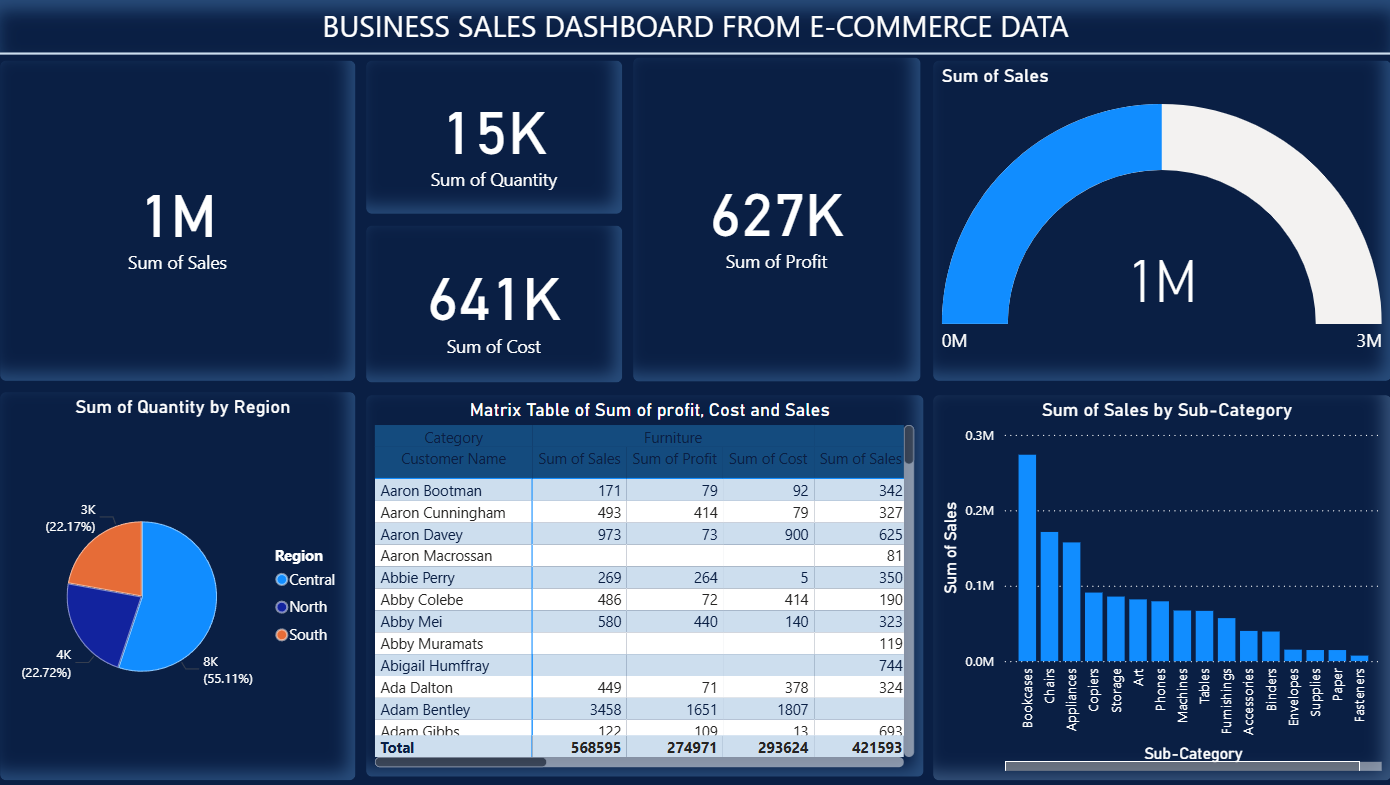 BUSINESS SALES DASHBOARD FROM E-COMMERCE DATA
1M
Sum of Sales
15K
Sum of Quantity
641K
Sum of Cost
627K
Sum of Profit
Sum of Sales
1M
0M 3M
Sum of Quantity by Region
3K
(22.17%)
4K
(22.72%)
8K
(55.11%)
Region
Central
North
South
Matrix Table of Sum of profit, Cost and Sales
Category Furniture
Customer Name Sum of Sales Sum of Profit Sum of Cost Sum of Sales
Aaron Bootman 171 79 92 342
Aaron Cunningham 493 414 79 327
Aaron Davey 973 73 900 625
Aaron Macrossan 81
Abbie Perry 269 264 5 350
Abby Colebe 486 72 414 190
Abby Mei 580 440 140 323
Abby Muramats 119
Abigail Humffray 744
Ada Dalton 449 71 378 324
Adam Bentley 3458 1651 1807
Adam Gibbs 122 109 13 693
Total 568595 274971 293624 421593
Sum of Sales by Sub-Category
Sum of Sales
0.3M
0.2M
0.1M
0.0M
Bookcases
Chairs
Appliances
Copiers
Storage
Art
Phones
Machines
Tables
Furnishings
Accessories
Binders
Envelopes
Supplies
Paper
Fasteners
Sub-Category